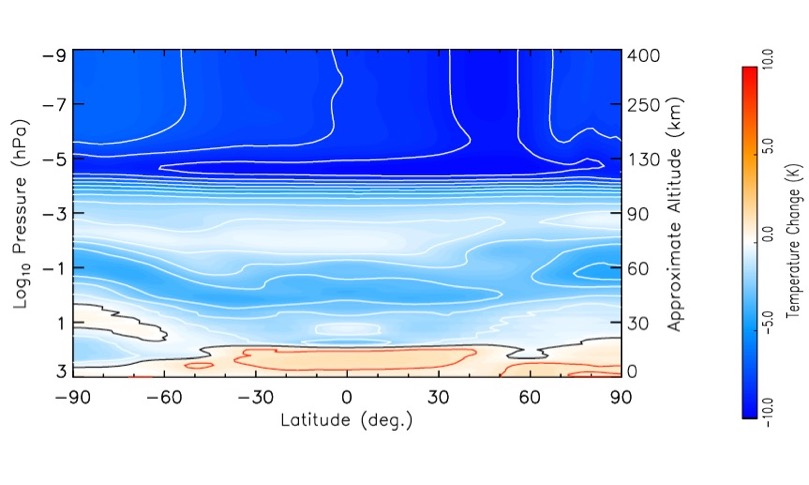 −9 400 10.0
−7 250
−5 130 5.0
−3 90
−1 60 0.0
1 30 −5.0
3 0
−10.0
−90 −60 −30 0 30 60 90
Latitude (deg.)
Log10 Pressure (hPa)
Approximate Altitude (km)
Temperature Change (K)